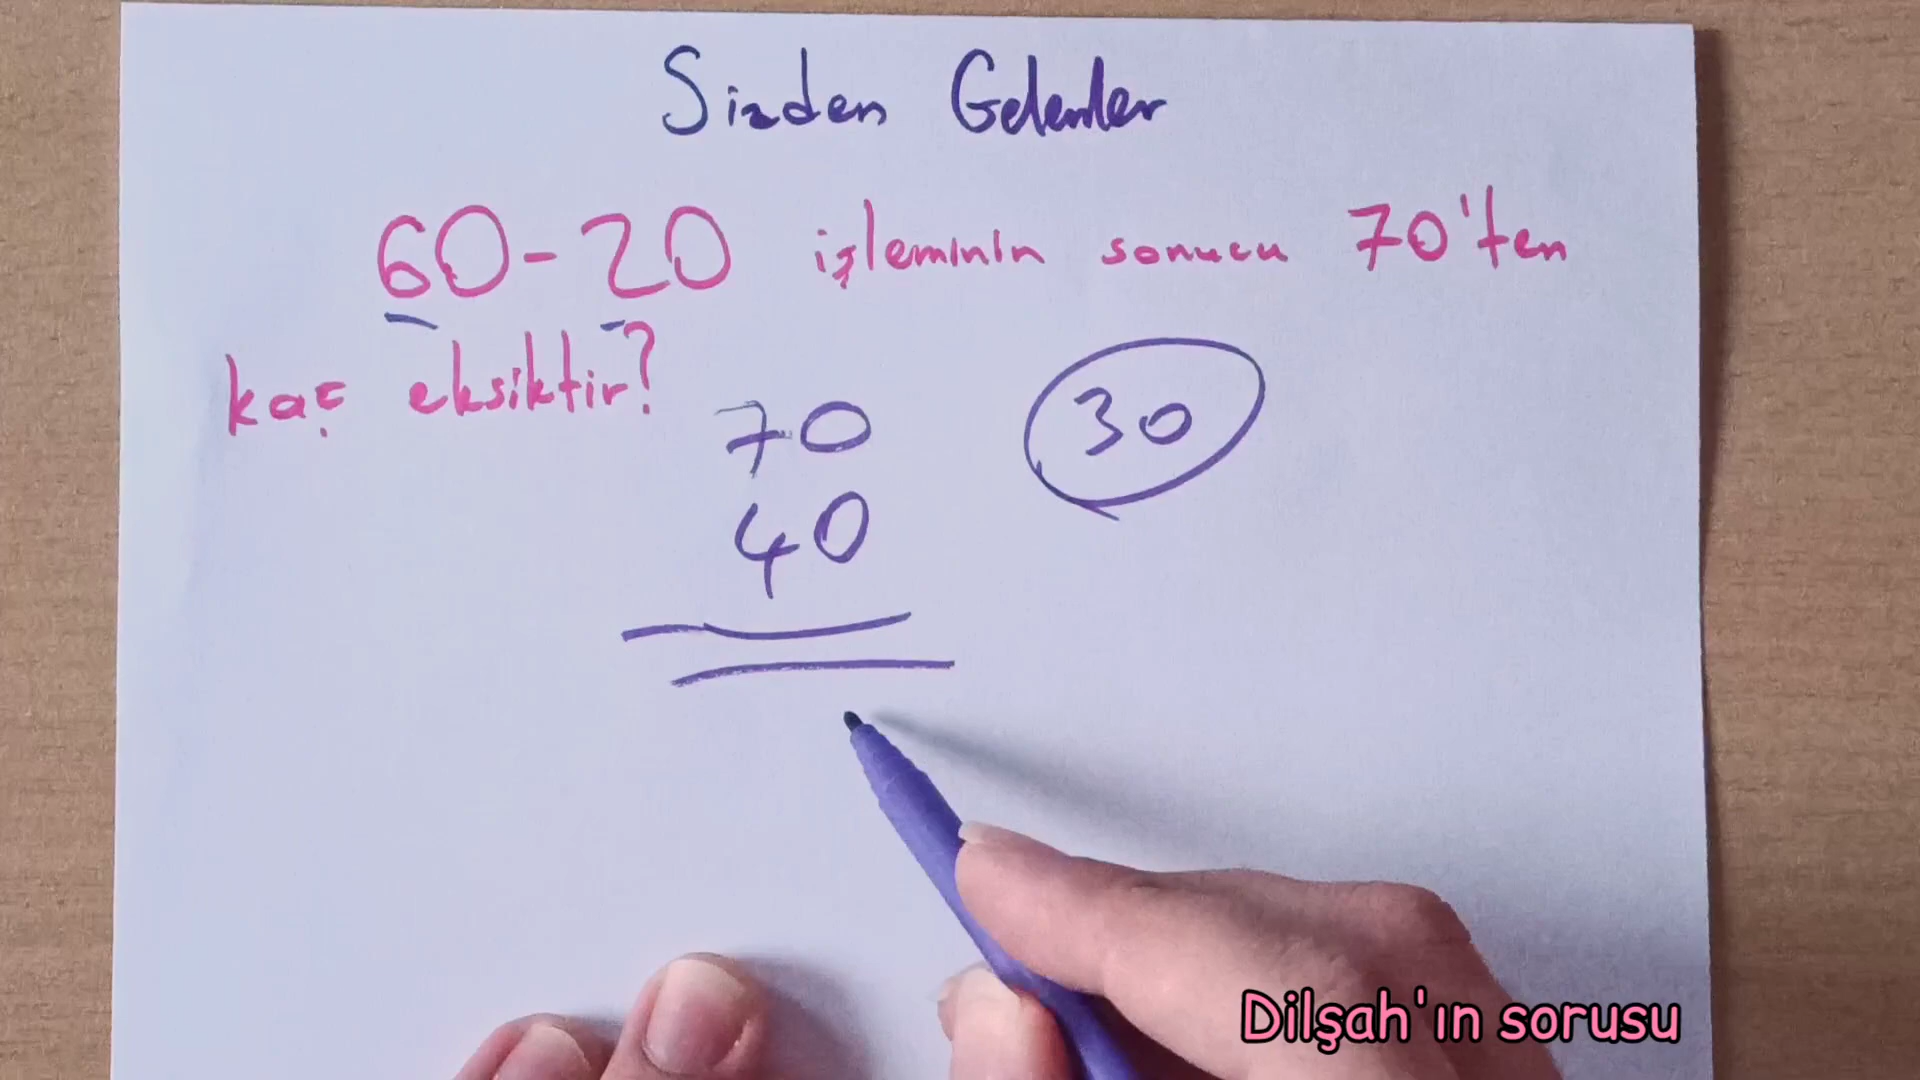 Sizden Gelenler
60-20 işleminin sonucu 70'ten
kaç eksiktir?
70
30
40
Dilşah'ın sorusu